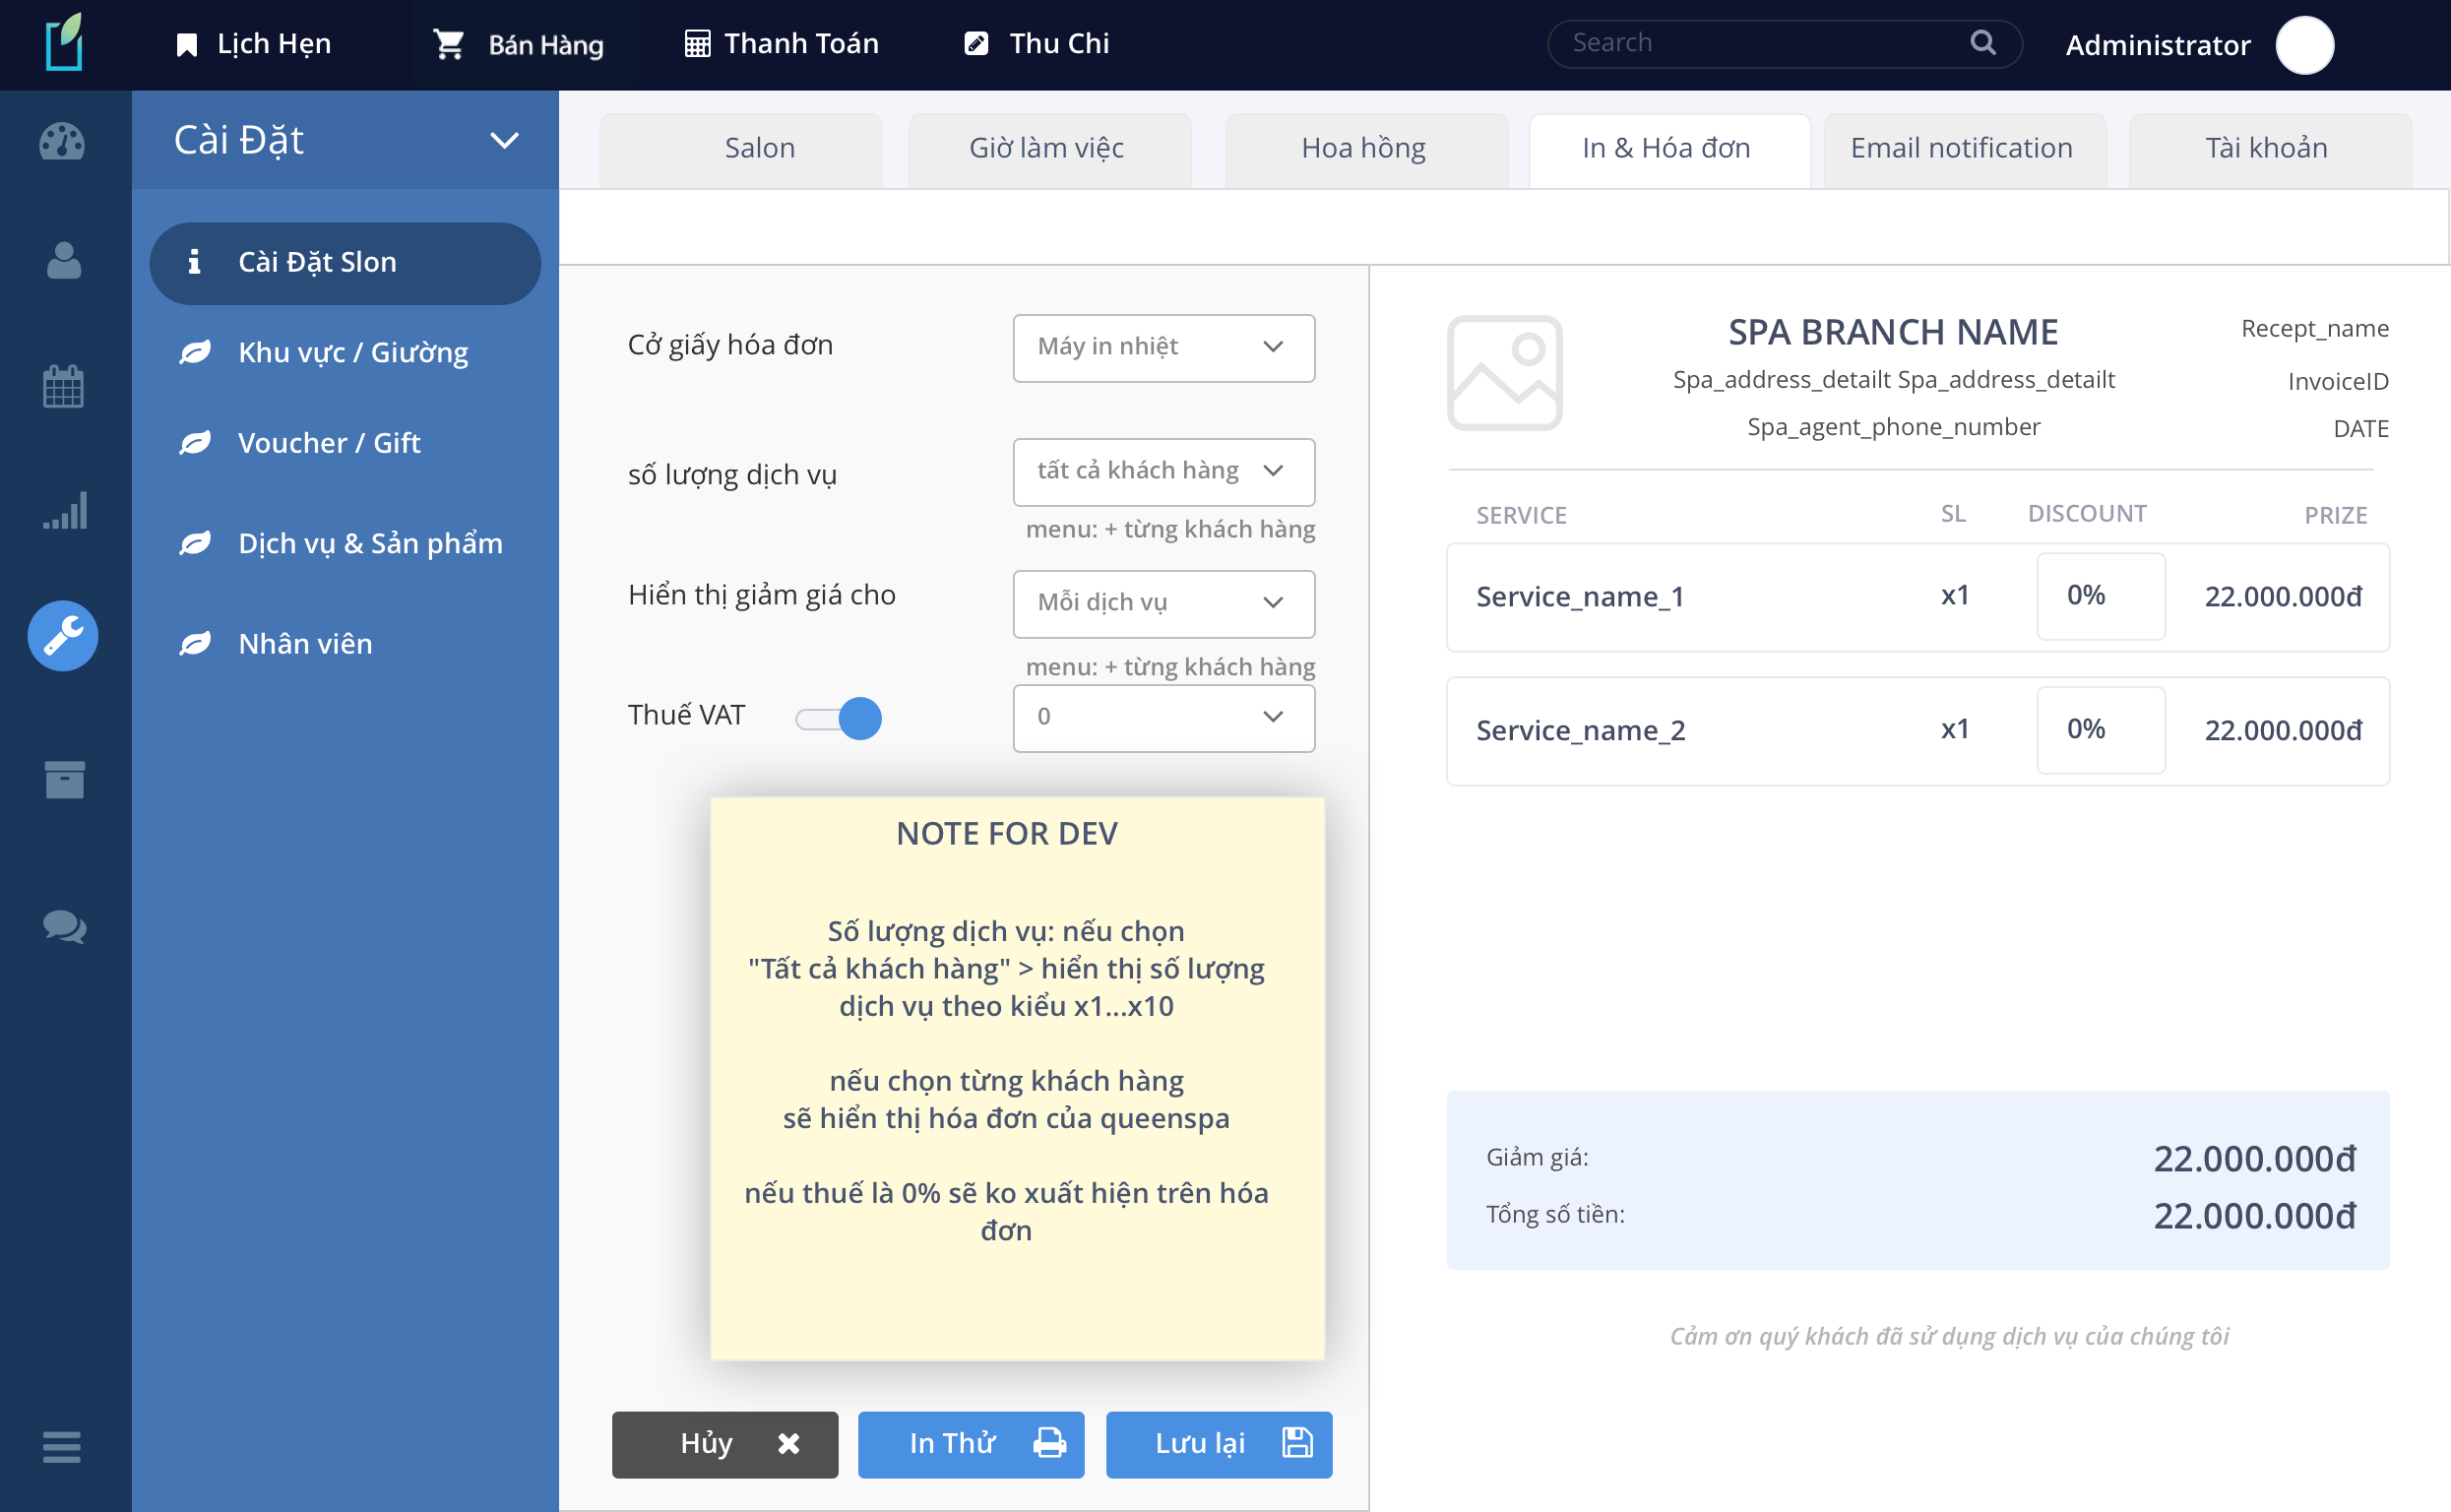 Lịch Hẹn
Bán Hàng
Thanh Toán
Thu Chi
Search
Administrator
Cài Đặt
Cài Đặt Slon
Khu vực / Giường
Voucher / Gift
Dịch vụ & Sản phẩm
Nhân viên
Salon
Giờ làm việc
Hoa hồng
In & Hóa đơn
Email notification
Tài khoản
Cở giấy hóa đơn
Máy in nhiệt
số lượng dịch vụ
tất cả khách hàng
menu: + từng khách hàng
Hiển thị giảm giá cho
Mỗi dịch vụ
menu: + từng khách hàng
Thuế VAT
0
NOTE FOR DEV
Số lượng dịch vụ: nếu chọn
"Tất cả khách hàng" > hiển thị số lượng
dịch vụ theo kiểu x1...x10
nếu chọn từng khách hàng
sẽ hiển thị hóa đơn của queenspa
nếu thuế là 0% sẽ ko xuất hiện trên hóa
đơn
Hủy
In Thử
Lưu lại
SPA BRANCH NAME
Spa_address_detailt Spa_address_detailt
Spa_agent_phone_number
Recept_name
InvoiceID
DATE
SERVICE SL DISCOUNT PRIZE
Service_name_1 x1 0% 22.000.000đ
Service_name_2 x1 0% 22.000.000đ
Giảm giá: 22.000.000đ
Tổng số tiền: 22.000.000đ
Cảm ơn quý khách đã sử dụng dịch vụ của chúng tôi